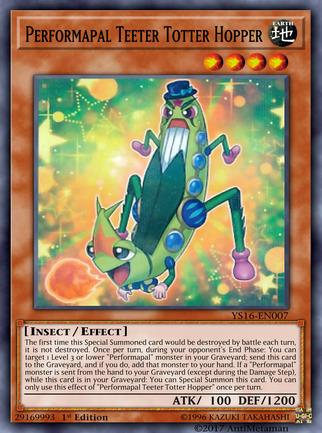 PERFORMAPAL TEETER TOTTER HOPPER
EARTH
地
YS16-EN007
[INSECT / EFFECT]
The first time this Special Summoned card would be destroyed by battle each turn,
it is not destroyed. Once per turn, during your opponent's End Phase: You can
target 1 Level 3 or lower "Performapal" monster in your Graveyard; send this card
to the Graveyard, and if you do, add that monster to your hand. If a "Performapal"
monster is sent from the hand to your Graveyard (except during the Damage Step),
while this card is in your Graveyard: You can Special Summon this card. You can
only use this effect of "Performapal Teeter Totter Hopper" once per turn.
ATK/ 100 DEF/1200
29169993 1st Edition ©1996 KAZUKI TAKAHASHI
©2017 AntiMetaman